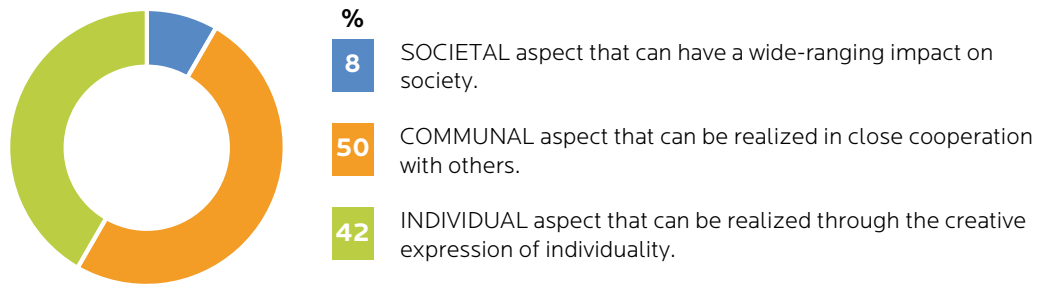 %
8
SOCIETAL aspect that can have a wide-ranging impact on
society.
50
COMMUNAL aspect that can be realized in close cooperation
with others.
42
INDIVIDUAL aspect that can be realized through the creative
expression of individuality.